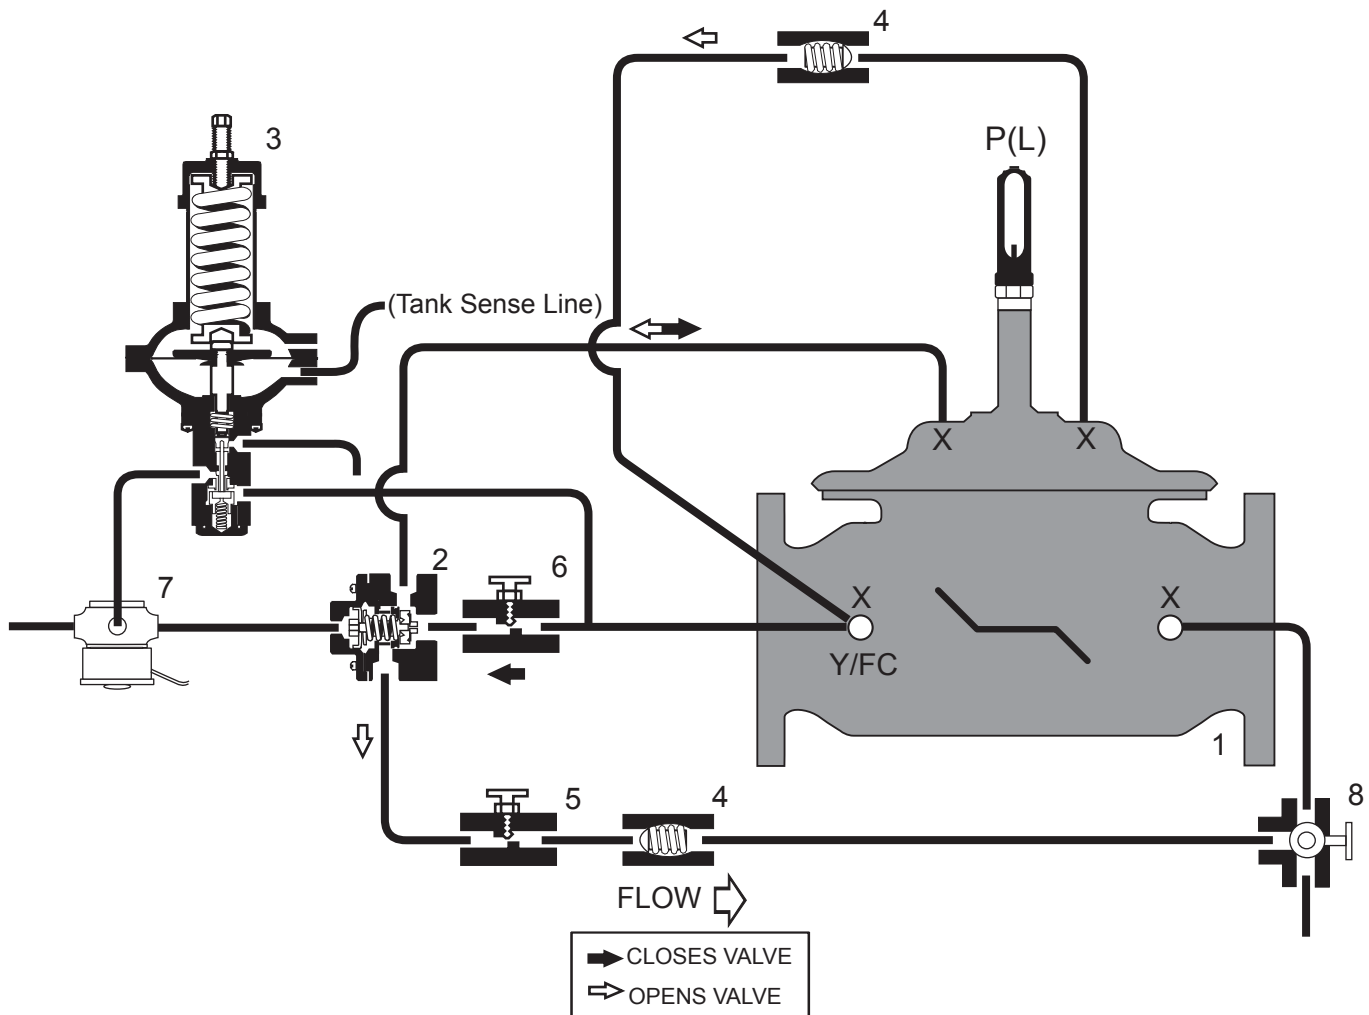 4
P(L)
3
(Tank Sense Line)
X
X
2
6
7
X
X
Y/FC
1
5
4
8
FLOW
CLOSES VALVE
OPENS VALVE